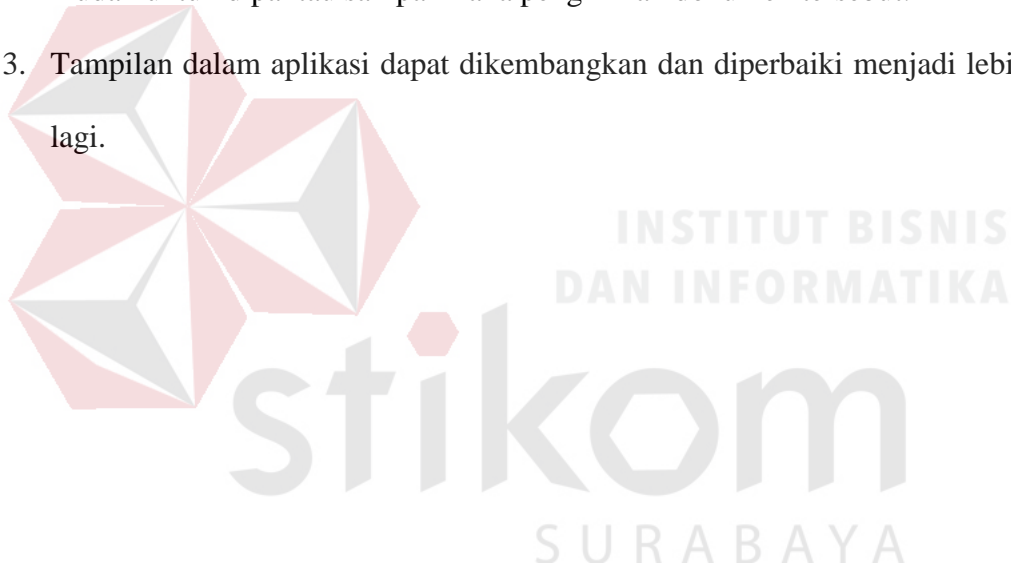 3. Tampilan dalam aplikasi dapat dikembangkan dan diperbaiki menjadi lebi
lagi.
INSTITUT BISNIS
DAN INFORMATIKA
stikom
SURABAYA